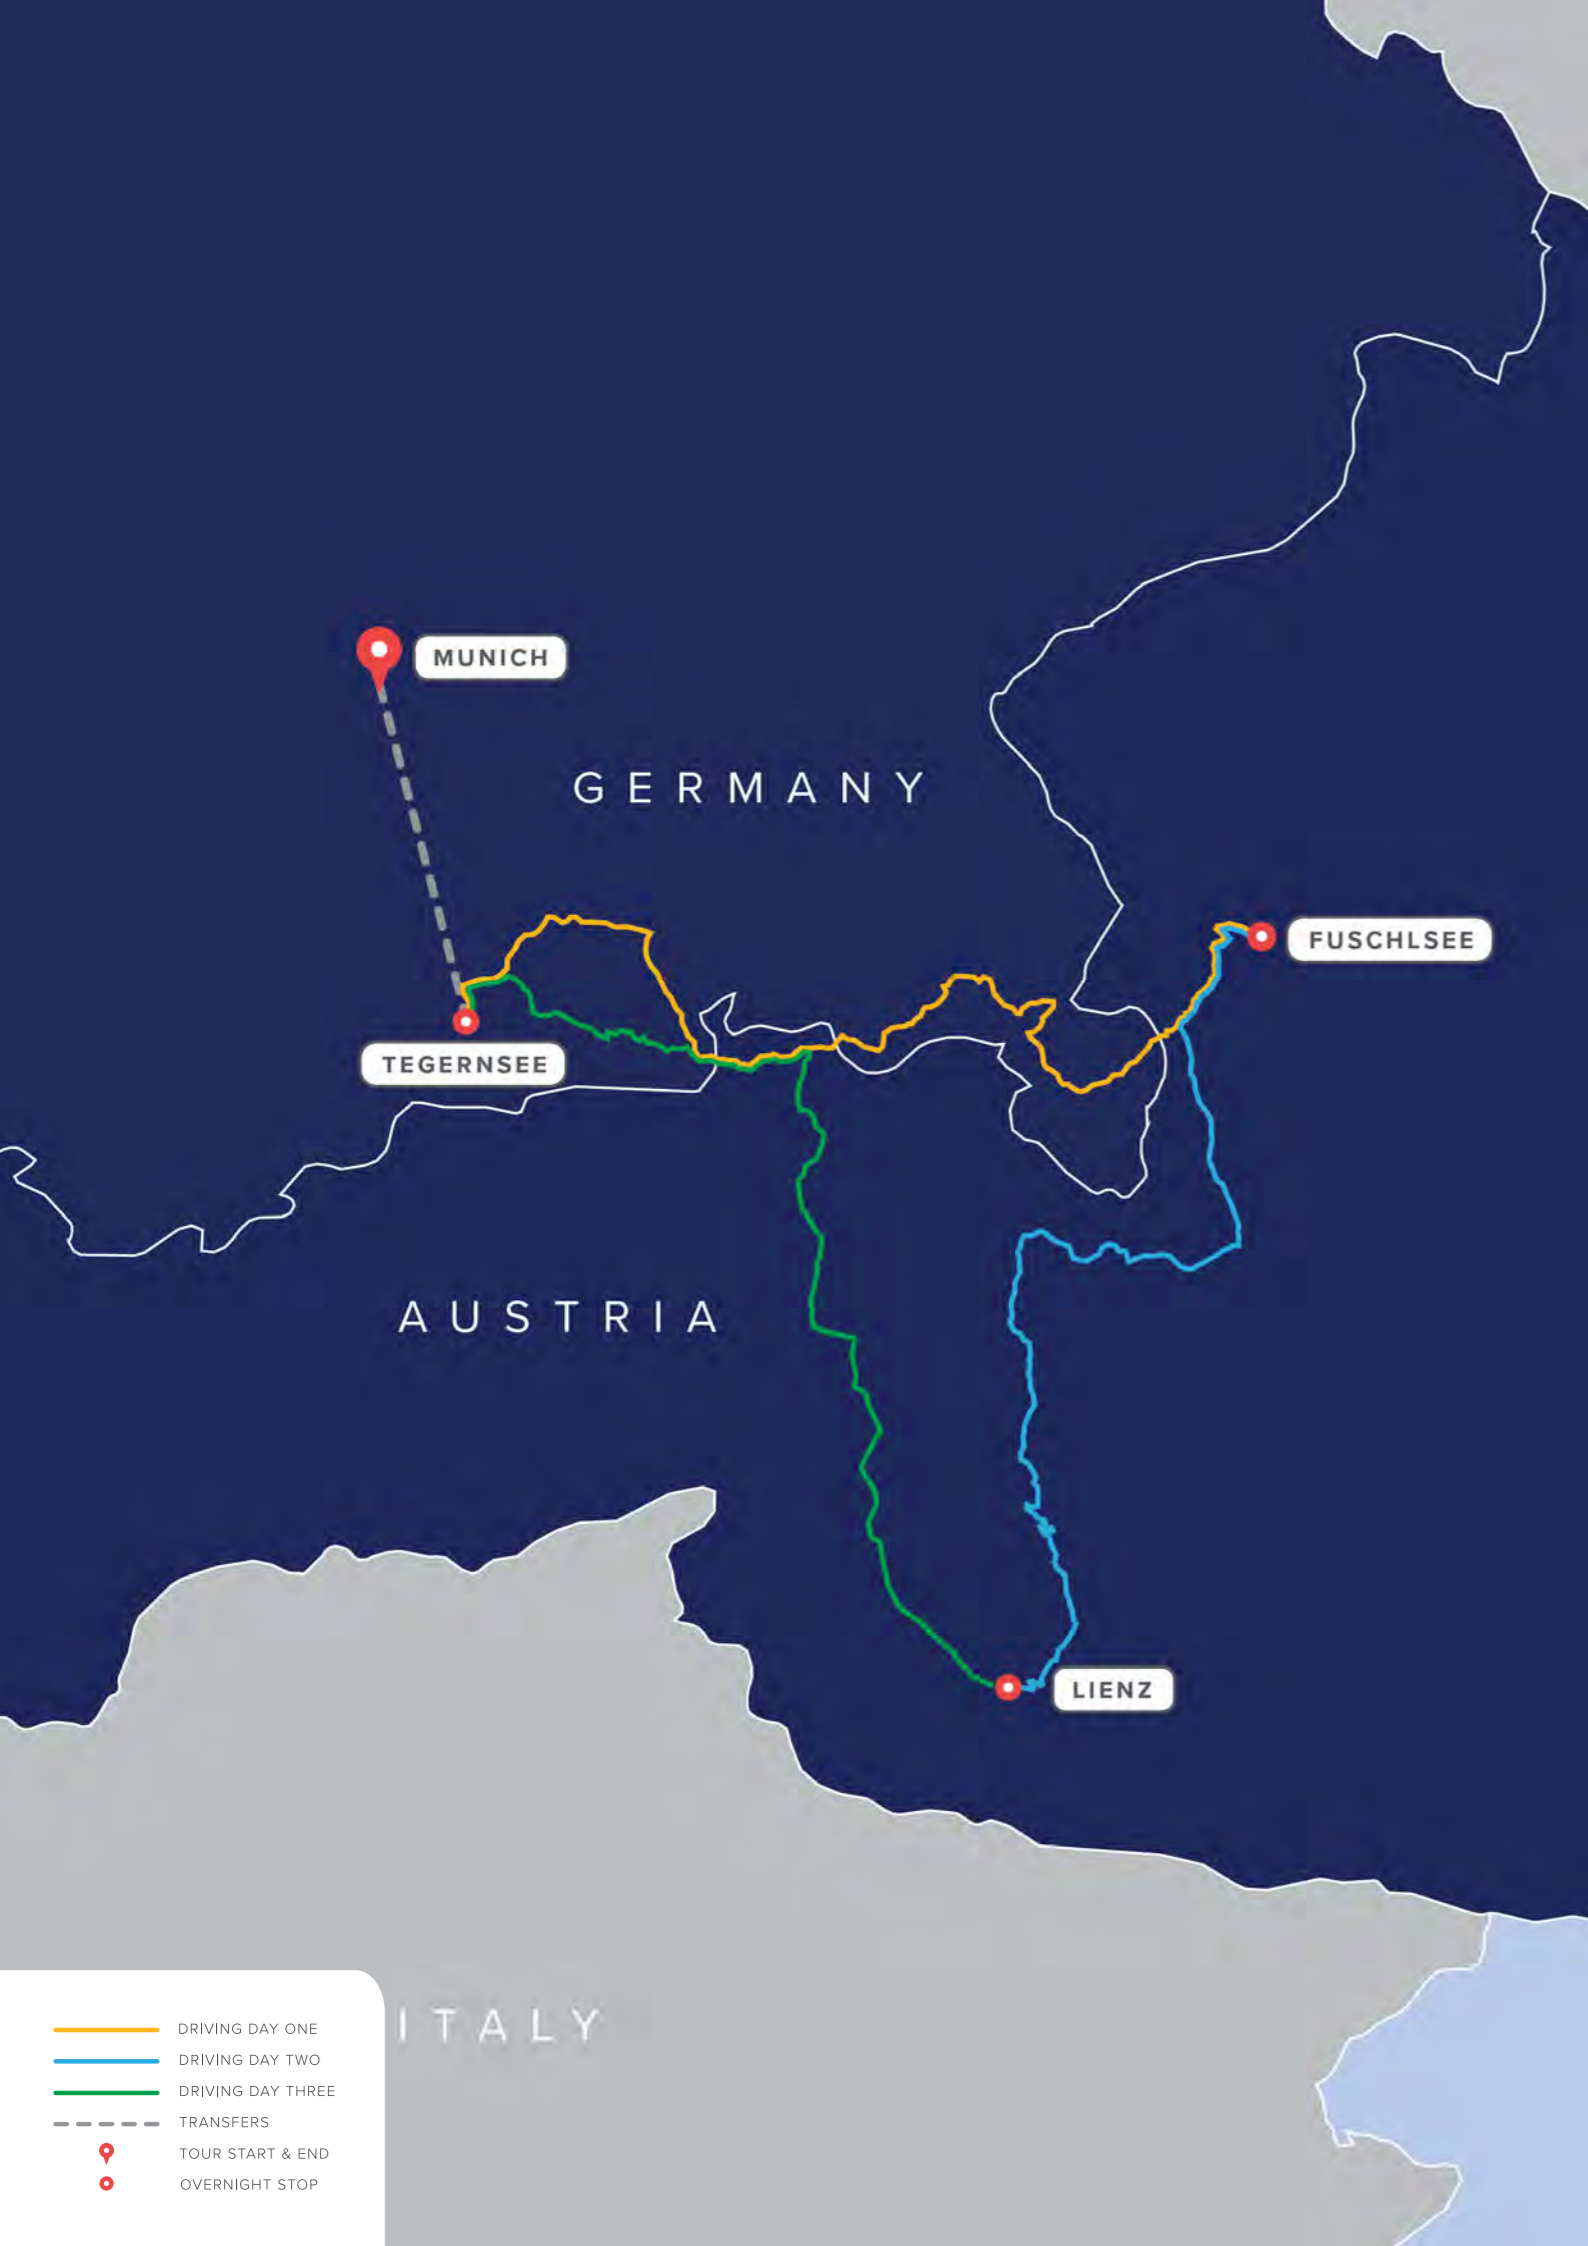 MUNICH
GERMANY
FUSCHLSEE
TEGERNSEE
AUSTRIA
LIENZ
ITALY
DRIVING DAY ONE
DRIVING DAY TWO
DRIVING DAY THREE
TRANSFERS
TOUR START & END
OVERNIGHT STOP